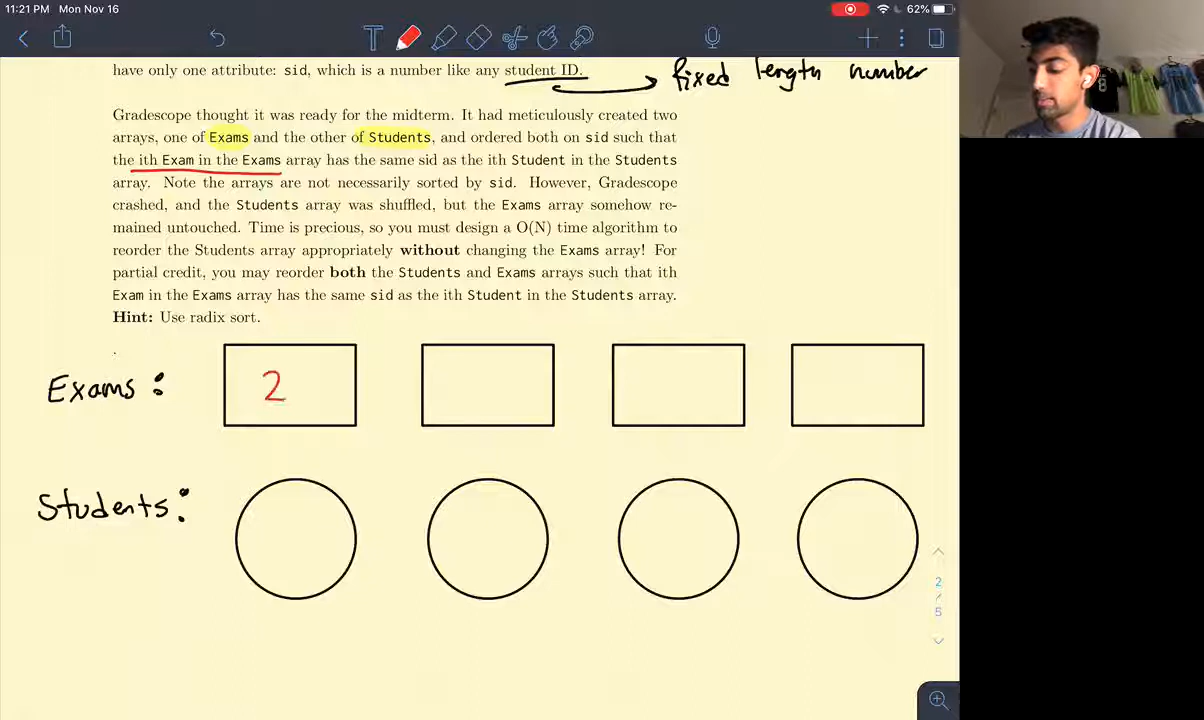 11:21 PM Mon Nov 16
62%
T
have only one attribute: sid, which is a number like any student ID.
fixed length number
Gradescope thought it was ready for the midterm. It had meticulously created two
arrays, one of Exams and the other of Students, and ordered both on sid such that
the ith Exam in the Exams array has the same sid as the ith Student in the Students
array. Note the arrays are not necessarily sorted by sid. However, Gradescope
crashed, and the Students array was shuffled, but the Exams array somehow re-
mained untouched. Time is precious, so you must design a O(N) time algorithm to
reorder the Students array appropriately without changing the Exams array! For
partial credit, you may reorder both the Students and Exams arrays such that ith
Exam in the Exams array has the same sid as the ith Student in the Students array.
Hint: Use radix sort.
Exams:
2
Students:
2
/
5
8